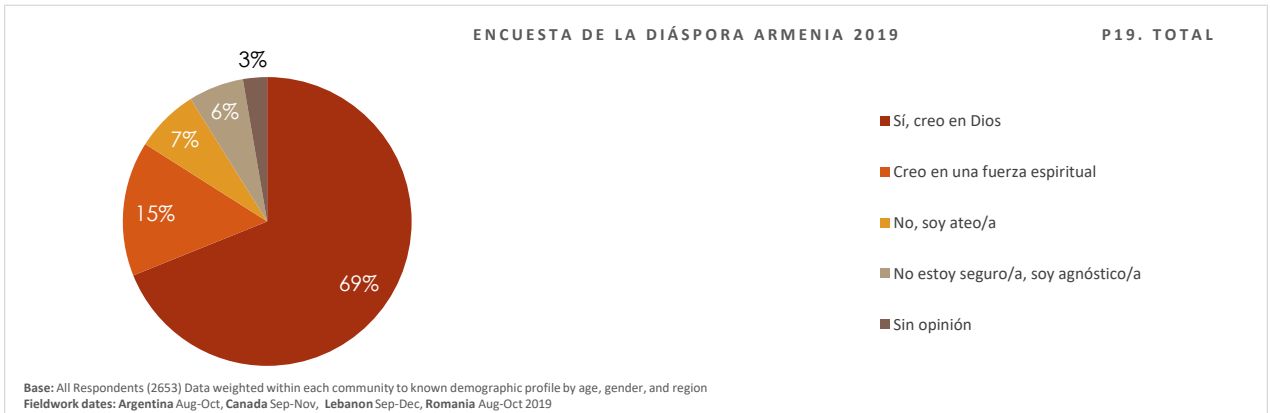 ENCUESTA DE LA DIÁSPORA ARMENIA 2019
P19. TOTAL
3%
6%
7%
15%
69%
Sí, creo en Dios
Creo en una fuerza espiritual
No, soy ateo/a
No estoy seguro/a, soy agnóstico/a
Sin opinión
Base: All Respondents (2653) Data weighted within each community to known demographic profile by age, gender, and region
Fieldwork dates: Argentina Aug-Oct, Canada Sep-Nov, Lebanon Sep-Dec, Romania Aug-Oct 2019